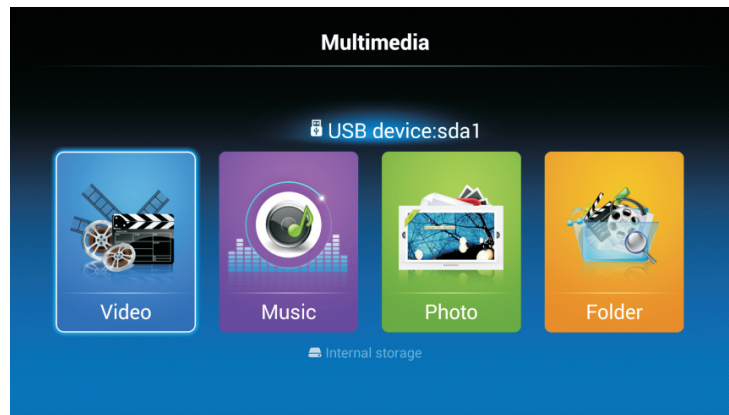 Multimedia
USB device:sda1
Video
Music
Photo
Folder
Internal storage